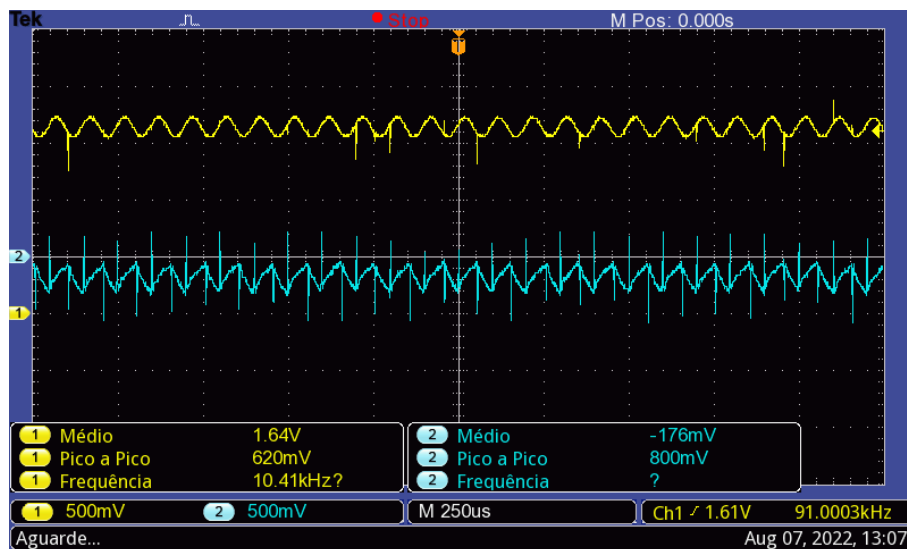 Tek Stop M Pos: 0.000s
T
2
1
1 Médio 1.64V 2 Médio -176mV
1 Pico a Pico 620mV 2 Pico a Pico 800mV
1 Frequência 10.41kHz? 2 Frequência ?
1 500mV 2 500mV M 250us Ch1 1.61V 91.0003kHz
Aguarde... Aug 07, 2022, 13:07